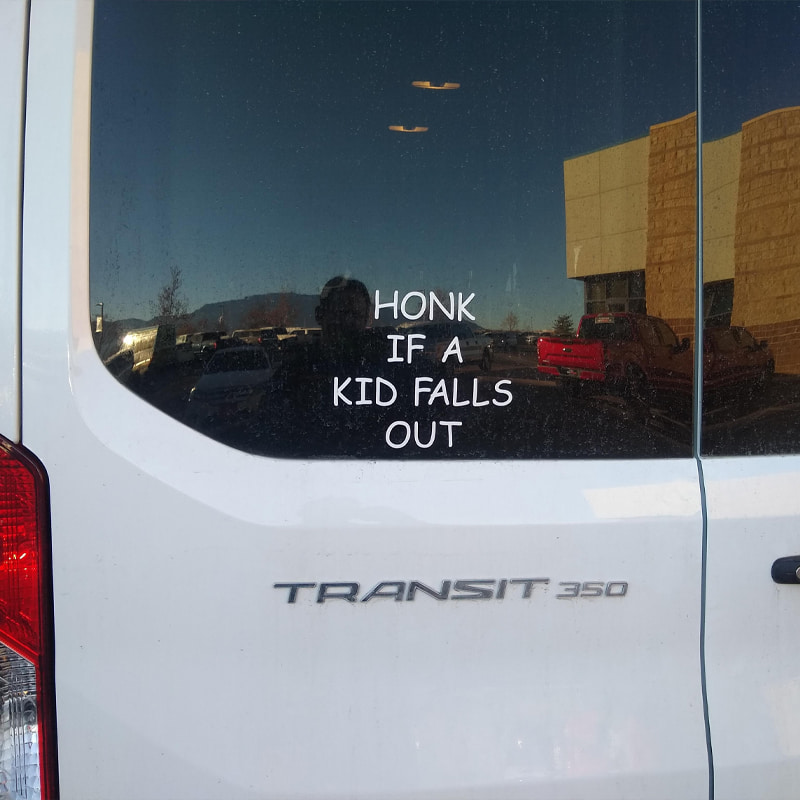 HONK
IF A
KID FALLS
OUT
TRANSIT 350